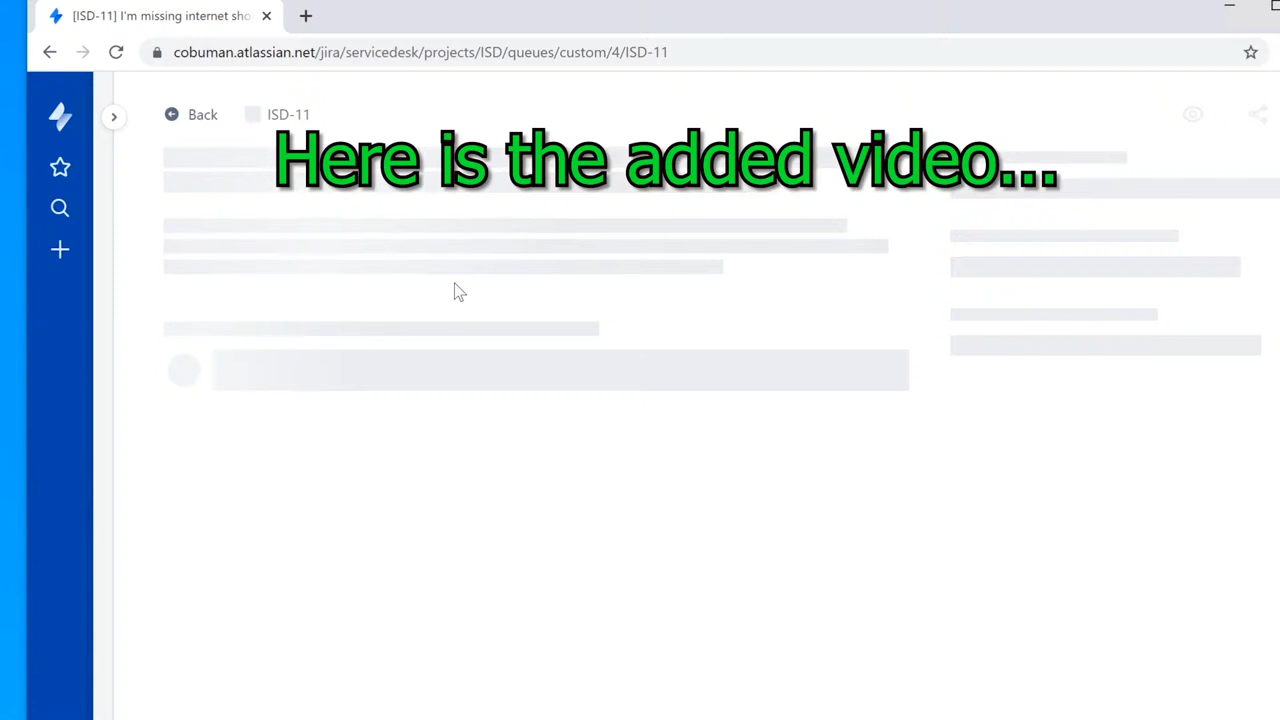 [ISD-11] I'm missing internet sho
cobuman.atlassian.net/jira/servicedesk/projects/ISD/queues/custom/4/ISD-11
Back ISD-11
Here is the added video...